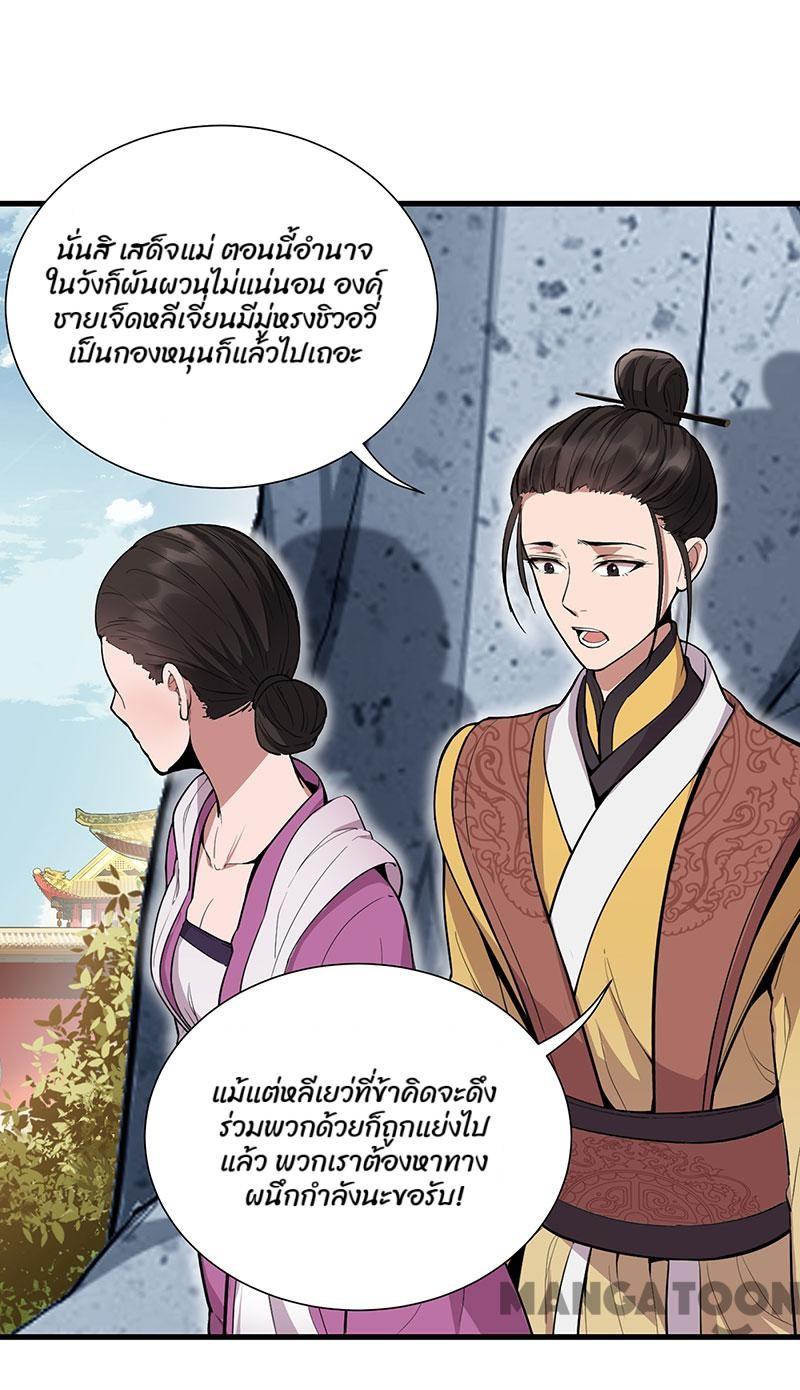 นั่นสิ เสด็จแม่ ตอนนี้อำนาจ
ในวังก็ผันผวนไม่แน่นอน องค์
ชายเจ็ดหลีเจี่ยนมีมู่หรงชิวอวี่
เป็นกองหนุนก็แล้วไปเถอะ
แม้แต่หลีเยว่ที่ข้าคิดจะดึง
ร่วมพวกด้วยก็ถูกแย่งไป
แล้ว พวกเราต้องหาทาง
ผนึกกำลังนะขอรับ!
MANGATOON